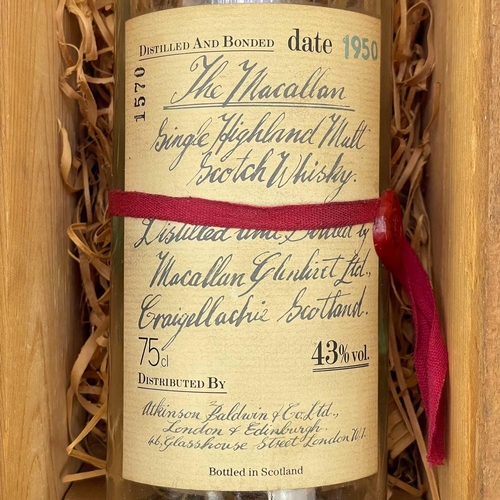 DISTILLED AND BONDED date 1950
1570
The Macallan
Single Highland Malt
Scotch Whisky.
Distilled and Bottled by
Macallan Glenlivet Ltd.,
Craigellachie Scotland.
75cl
43% vol.
DISTRIBUTED BY
Atkinson Baldwin & Co. Ltd.,
London & Edinburgh.
46, Glasshouse Street London W.1.
Bottled in Scotland